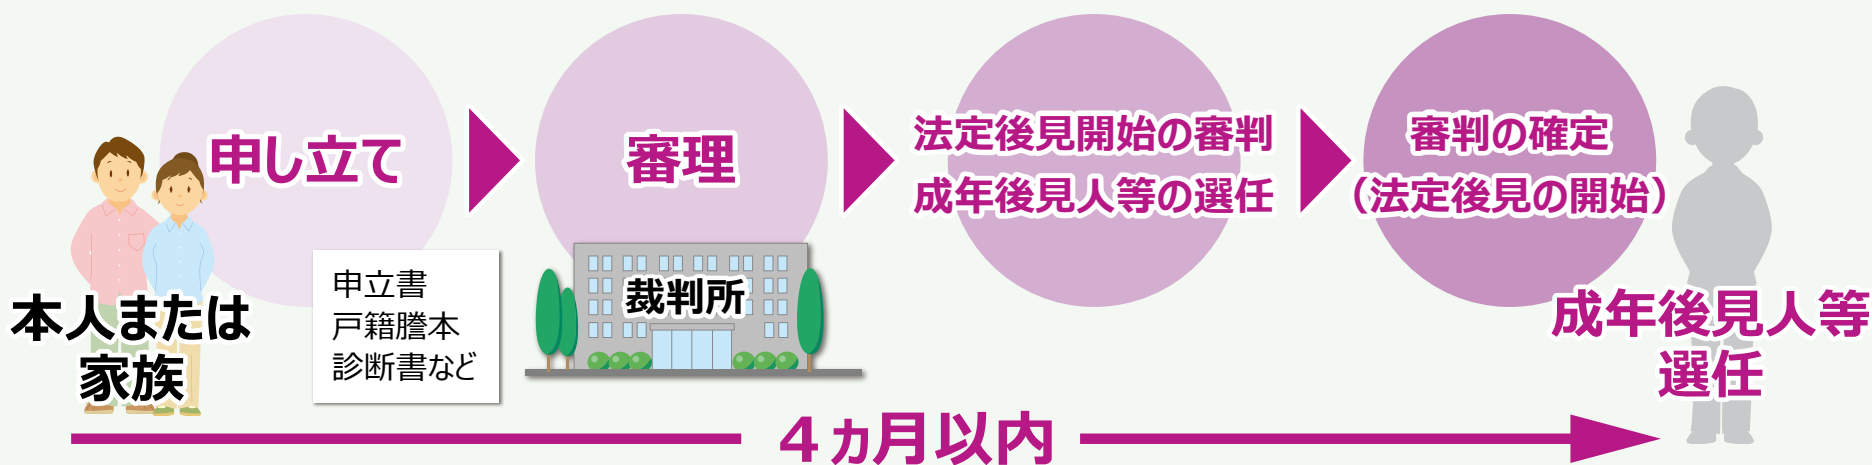 申し立て
審理
法定後見開始の審判
成年後見人等の選任
審判の確定
（法定後見の開始）
本人または
家族
申立書
戸籍謄本
診断書など
裁判所
成年後見人等
選任
４ヵ月以内